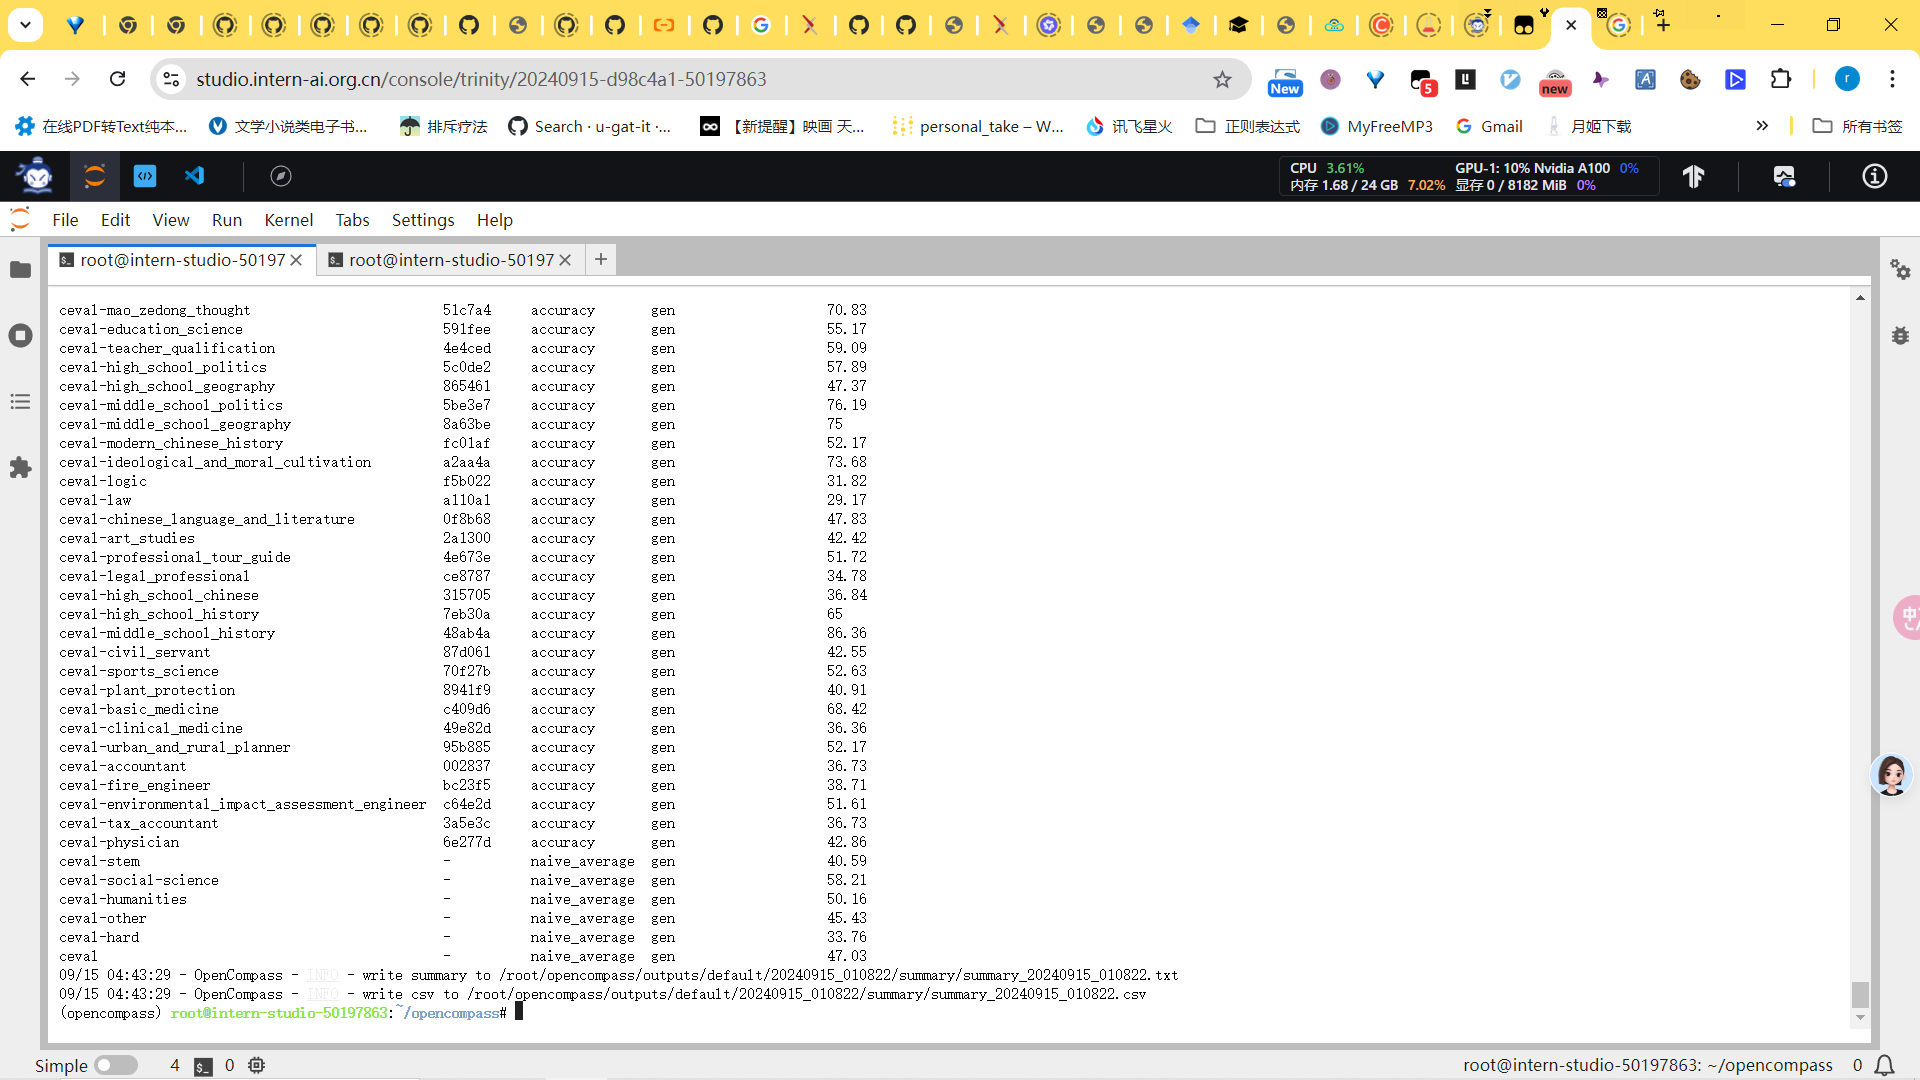 studio.intern-ai.org.cn/console/trinity/20240915-d98c4a1-50197863
New
5
new
r
在线PDF转Text纯本...
文学小说类电子书...
排斥疗法
Search · u-gat-it ·...
【新提醒】映画 天...
personal_take – W...
讯飞星火
正则表达式
MyFreeMP3
Gmail
月姬下载
所有书签
CPU 3.61%
GPU-1: 10% Nvidia A100 0%
内存 1.68 / 24 GB 7.02%
显存 0 / 8182 MiB 0%
File Edit View Run Kernel Tabs Settings Help
root@intern-studio-50197
root@intern-studio-50197
ceval-mao_zedong_thought 51c7a4 accuracy gen 70.83
ceval-education_science 591fee accuracy gen 55.17
ceval-teacher_qualification 4e4ced accuracy gen 59.09
ceval-high_school_politics 5c0de2 accuracy gen 57.89
ceval-high_school_geography 865461 accuracy gen 47.37
ceval-middle_school_politics 5be3e7 accuracy gen 76.19
ceval-middle_school_geography 8a63be accuracy gen 75
ceval-modern_chinese_history fc01af accuracy gen 52.17
ceval-ideological_and_moral_cultivation a2aa4a accuracy gen 73.68
ceval-logic f5b022 accuracy gen 31.82
ceval-law a110a1 accuracy gen 29.17
ceval-chinese_language_and_literature 0f8b68 accuracy gen 47.83
ceval-art_studies 2a1300 accuracy gen 42.42
ceval-professional_tour_guide 4e673e accuracy gen 51.72
ceval-legal_professional ce8787 accuracy gen 34.78
ceval-high_school_chinese 315705 accuracy gen 36.84
ceval-high_school_history 7eb30a accuracy gen 65
ceval-middle_school_history 48ab4a accuracy gen 86.36
ceval-civil_servant 87d061 accuracy gen 42.55
ceval-sports_science 70f27b accuracy gen 52.63
ceval-plant_protection 8941f9 accuracy gen 40.91
ceval-basic_medicine c409d6 accuracy gen 68.42
ceval-clinical_medicine 49e82d accuracy gen 36.36
ceval-urban_and_rural_planner 95b885 accuracy gen 52.17
ceval-accountant 002837 accuracy gen 36.73
ceval-fire_engineer bc23f5 accuracy gen 38.71
ceval-environmental_impact_assessment_engineer c64e2d accuracy gen 51.61
ceval-tax_accountant 3a5e3c accuracy gen 36.73
ceval-physician 6e277d accuracy gen 42.86
ceval-stem - naive_average gen 40.59
ceval-social-science - naive_average gen 58.21
ceval-humanities - naive_average gen 50.16
ceval-other - naive_average gen 45.43
ceval-hard - naive_average gen 33.76
ceval - naive_average gen 47.03
09/15 04:43:29 - OpenCompass - INFO - write summary to /root/opencompass/outputs/default/20240915_010822/summary/summary_20240915_010822.txt
09/15 04:43:29 - OpenCompass - INFO - write csv to /root/opencompass/outputs/default/20240915_010822/summary/summary_20240915_010822.csv
(opencompass) root@intern-studio-50197863:~/opencompass#
Simple 4 0
root@intern-studio-50197863: ~/opencompass 0